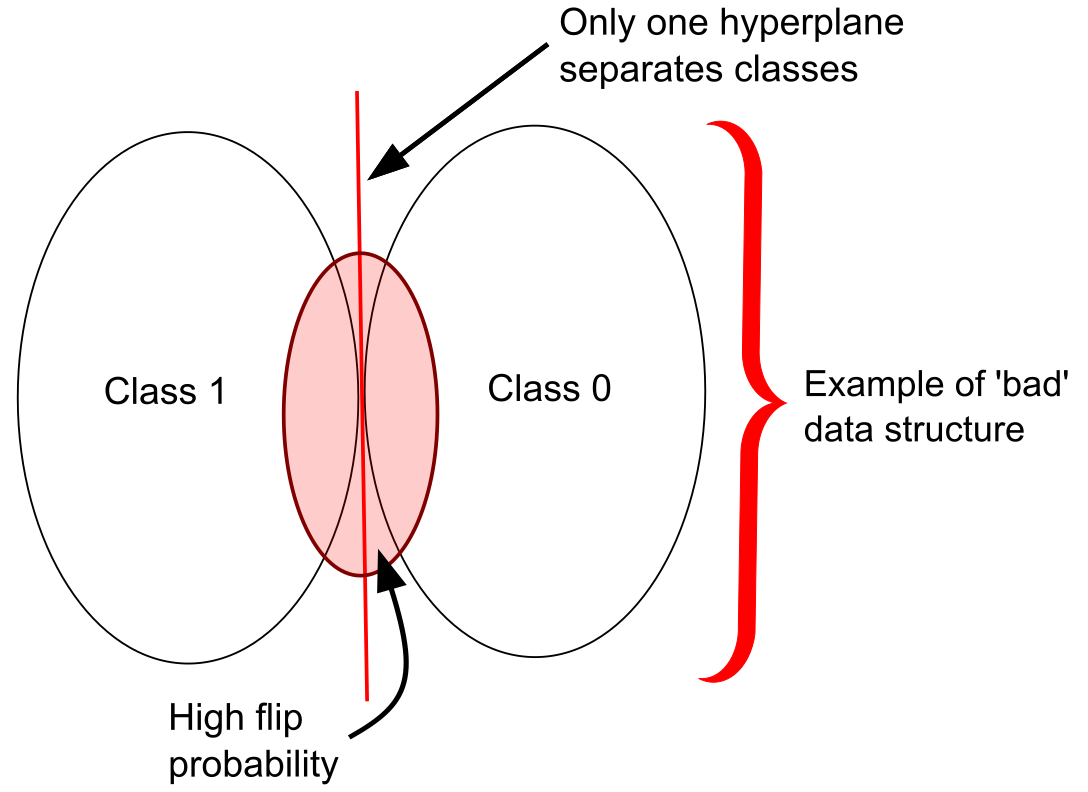 Only one hyperplane
separates classes
Class 1
Class 0
Example of 'bad'
data structure
High flip
probability